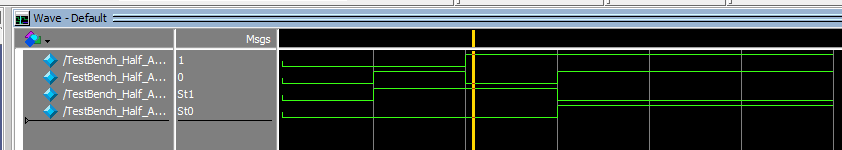 Wave - Default
Msgs
/TestBench_Half_A... 1
/TestBench_Half_A... 0
/TestBench_Half_A... St1
/TestBench_Half_A... St0